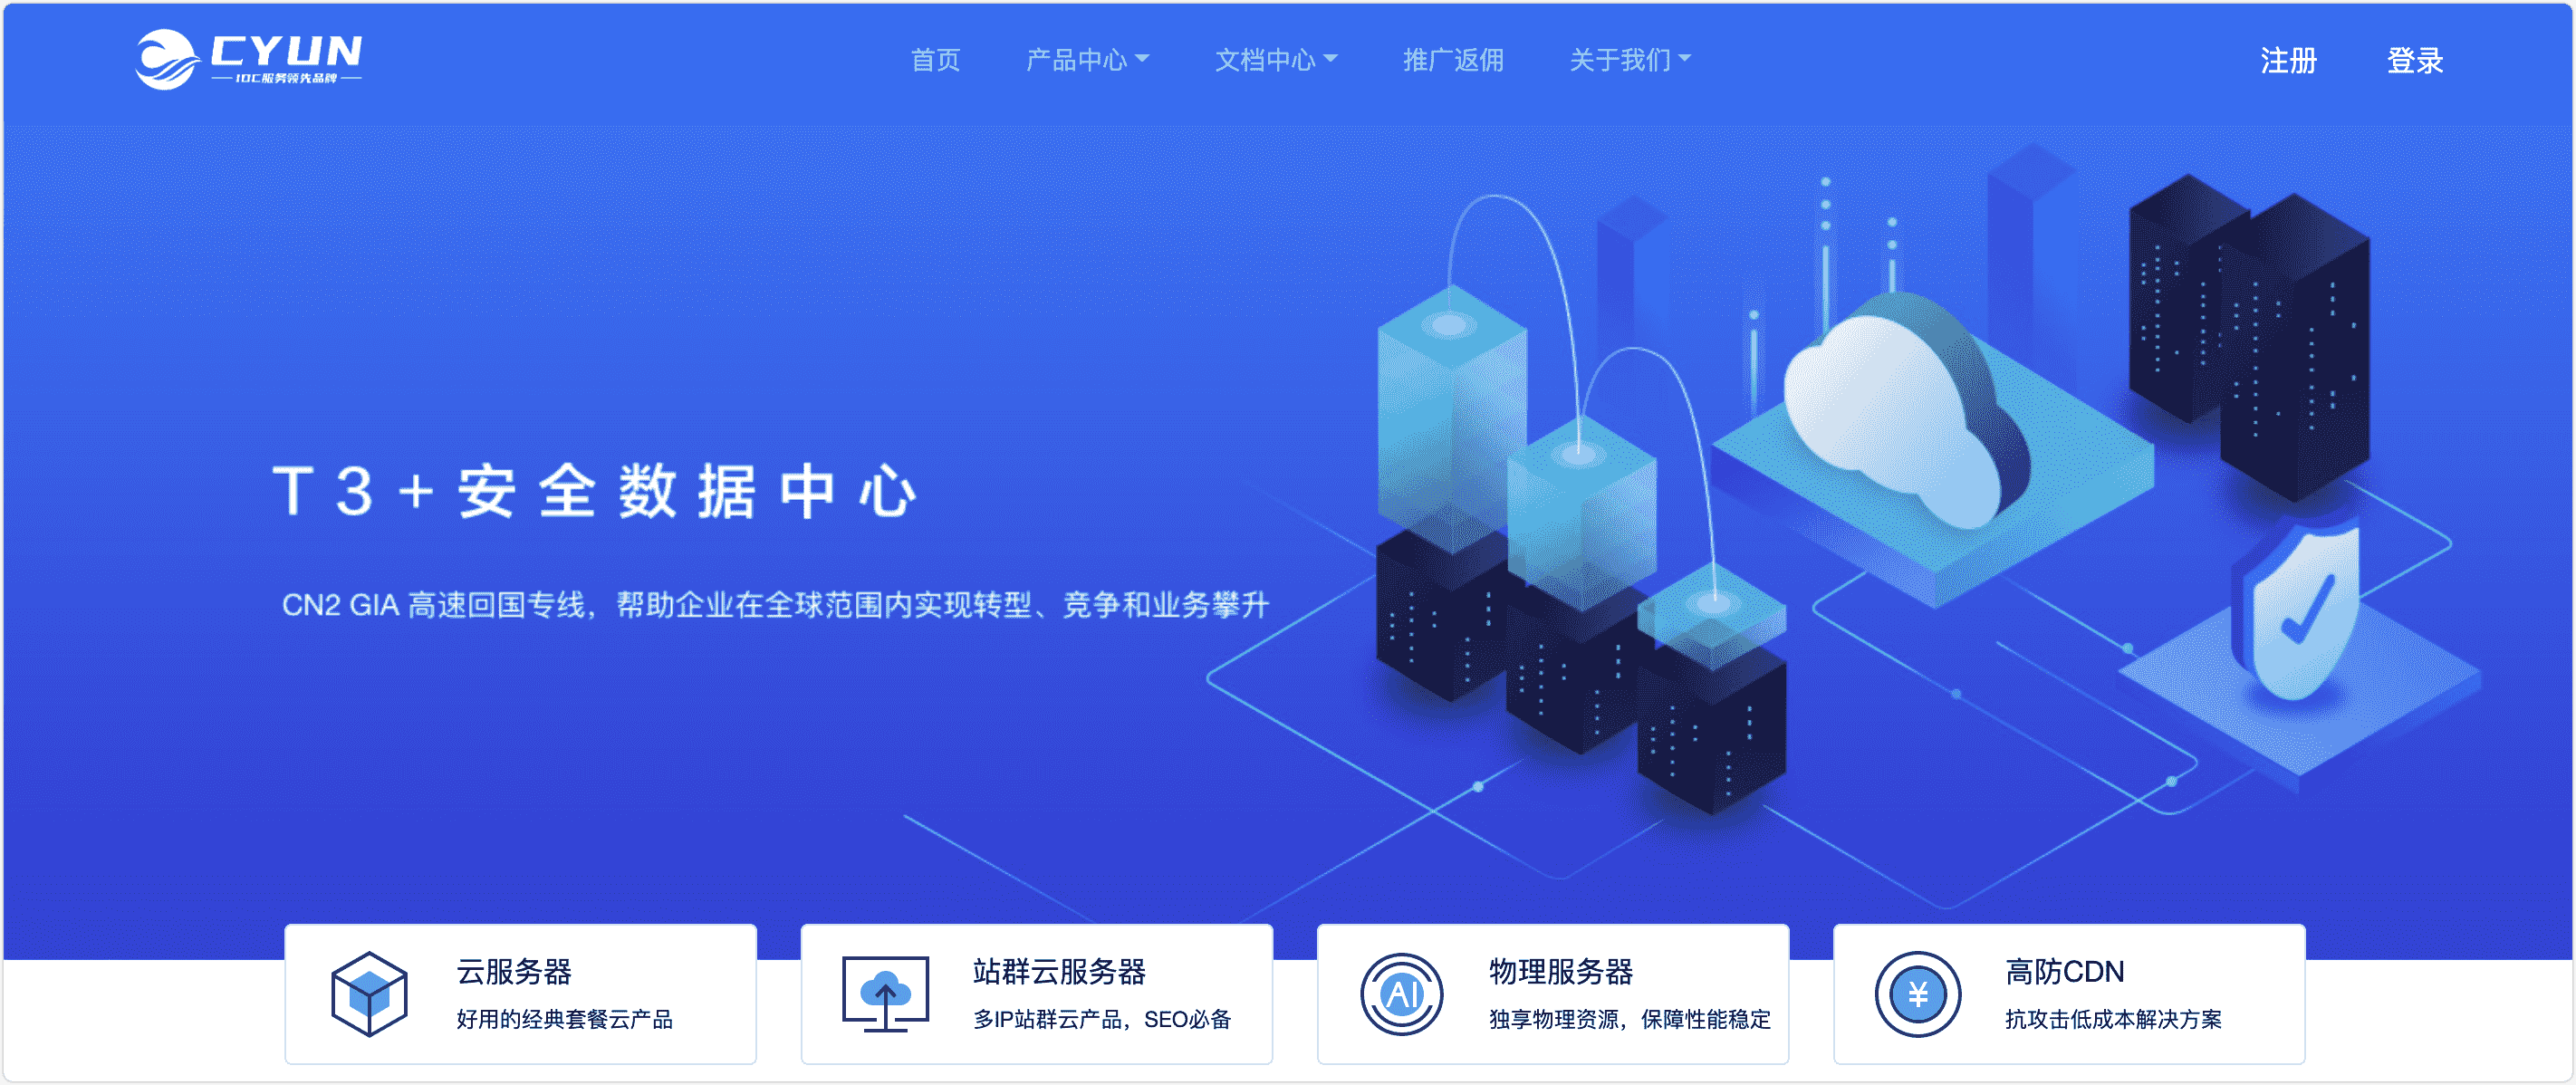 CYUN
IDC服务领先品牌
首页 产品中心 文档中心 推广返佣 关于我们 注册 登录
T3+安全数据中心
CN2 GIA 高速回国专线，帮助企业在全球范围内实现转型、竞争和业务攀升
云服务器
好用的经典套餐云产品
站群云服务器
多IP站群云产品，SEO必备
AI
物理服务器
独享物理资源，保障性能稳定
¥
高防CDN
抗攻击低成本解决方案